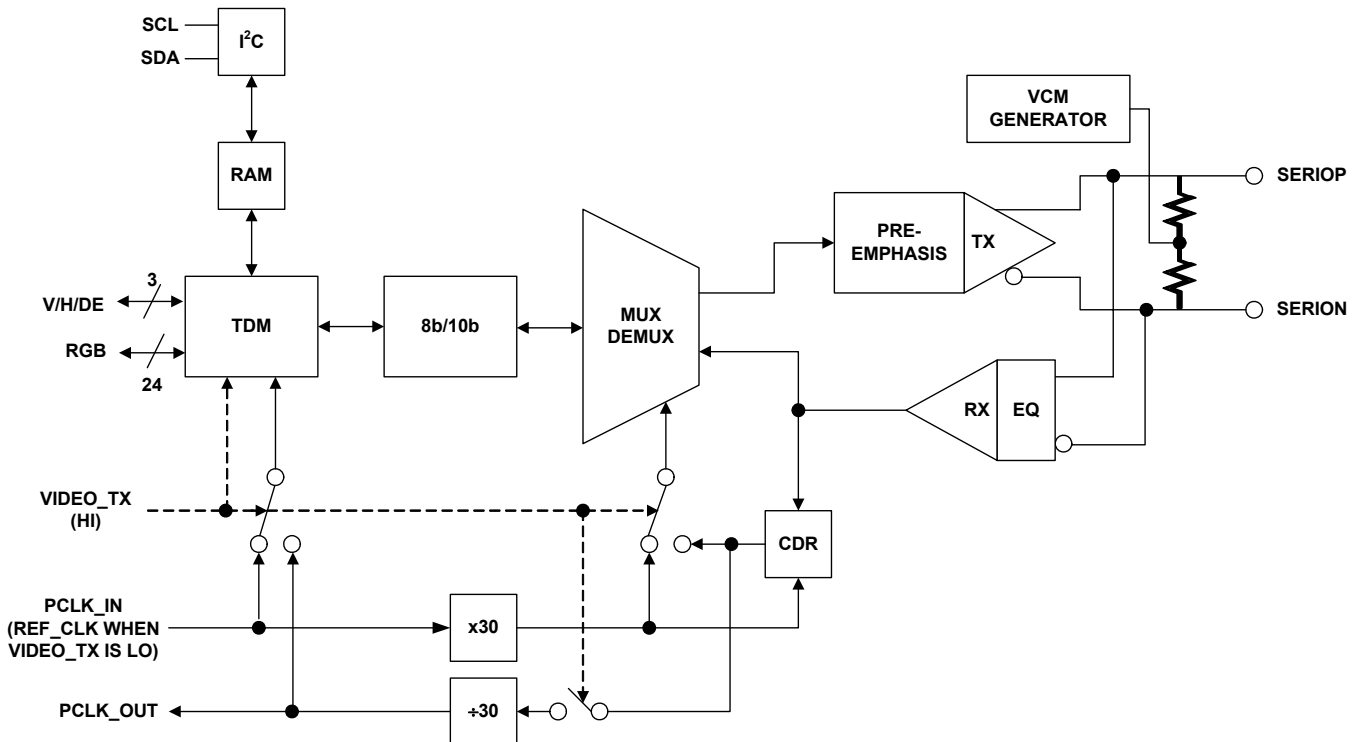 SCL
SDA
I²C
VCM
GENERATOR
RAM
SERIOP
PRE-
EMPHASIS
TX
V/H/DE
3
TDM
8b/10b
MUX
DEMUX
SERION
RGB
24
RX
EQ
VIDEO_TX
(HI)
CDR
PCLK_IN
(REF_CLK WHEN
VIDEO_TX IS LO)
x30
PCLK_OUT
÷30